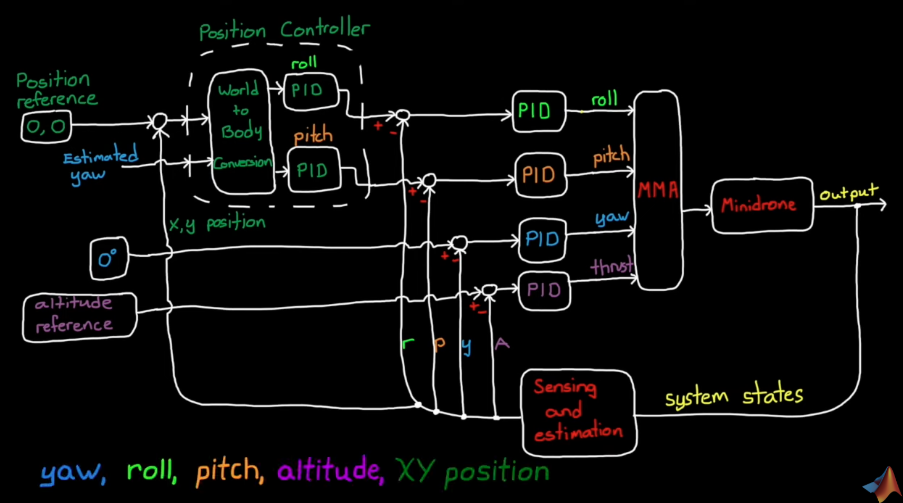 Position Controller
roll
Position
reference
World
to
Body
Conversion
PID
PID
roll
0,0
pitch
PID
Estimated
yaw
PID
pitch
MMA
Minidrone
output
x,y position
yaw
PID
0°
thrust
PID
altitude
reference
+ -
+ -
+ -
+ -
r
p
y
A
Sensing
and
estimation
system states
yaw, roll, pitch, altitude, XY position